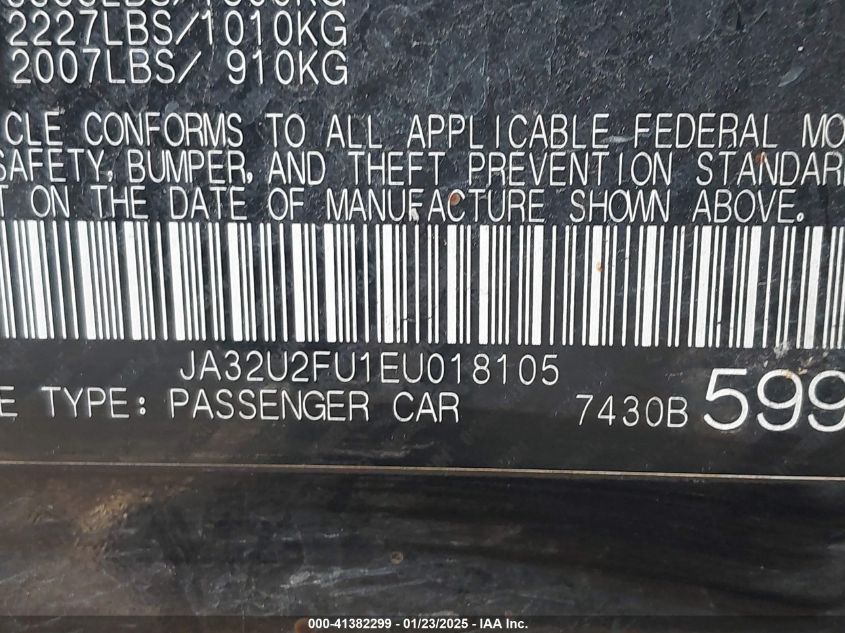 2227LBS/1010KG
2007LBS/ 910KG
CLE CONFORMS TO ALL APPLICABLE FEDERAL MO
SAFETY, BUMPER, AND THEFT PREVENTION STANDAR
T ON THE DATE OF MANUFACTURE SHOWN ABOVE.
JA32U2FU1EU018105
E TYPE: PASSENGER CAR 7430B 599
000-41382299 - 01/23/2025 - IAA Inc.